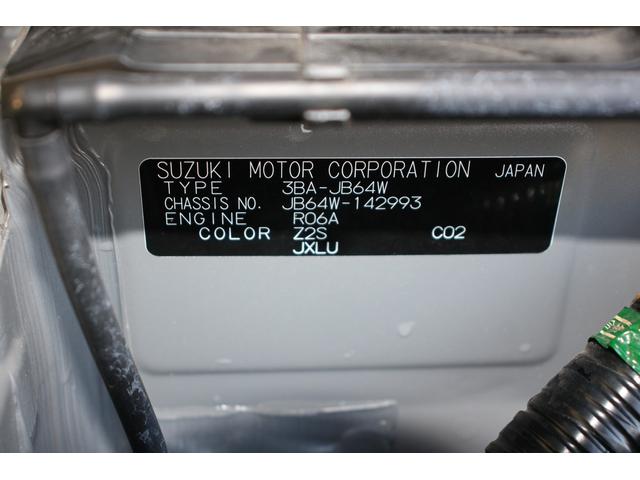 SUZUKI MOTOR CORPORATION JAPAN
TYPE 3BA-JB64W
CHASSIS NO. JB64W-142993
ENGINE R06A
COLOR Z2S C02
JXLU